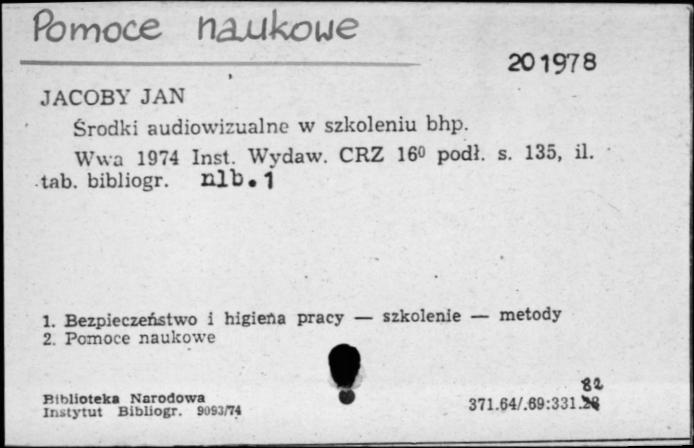 Pomoce naukowe
201978
JACOBY JAN
Środki audiowizualne w szkoleniu bhp.
Wwa 1974 Inst. Wydaw. CRZ 16⁰ podł. s. 135, il.
tab. bibliogr. nlb. 1
1. Bezpieczeństwo i higiena pracy — szkolenie — metody
2. Pomoce naukowe
82
Biblioteka Narodowa
Instytut Bibliogr. 9093/74
371.64/.69:331.